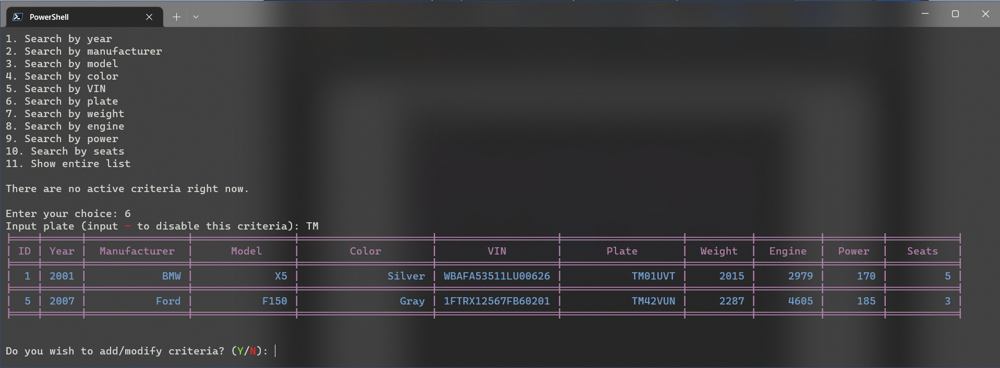 PowerShell
1. Search by year
2. Search by manufacturer
3. Search by model
4. Search by color
5. Search by VIN
6. Search by plate
7. Search by weight
8. Search by engine
9. Search by power
10. Search by seats
11. Show entire list
There are no active criteria right now.
Enter your choice: 6
Input plate (input - to disable this criteria): TM
| ID | Year | Manufacturer | Model | Color | VIN | Plate | Weight | Engine | Power | Seats |
| 1 | 2001 | BMW | X5 | Silver | WBAFA53511LU00626 | TM01UVT | 2015 | 2979 | 170 | 5 |
| 5 | 2007 | Ford | F150 | Gray | 1FTRX12567FB60201 | TM42VUN | 2287 | 4605 | 185 | 3 |
Do you wish to add/modify criteria? (Y/N):